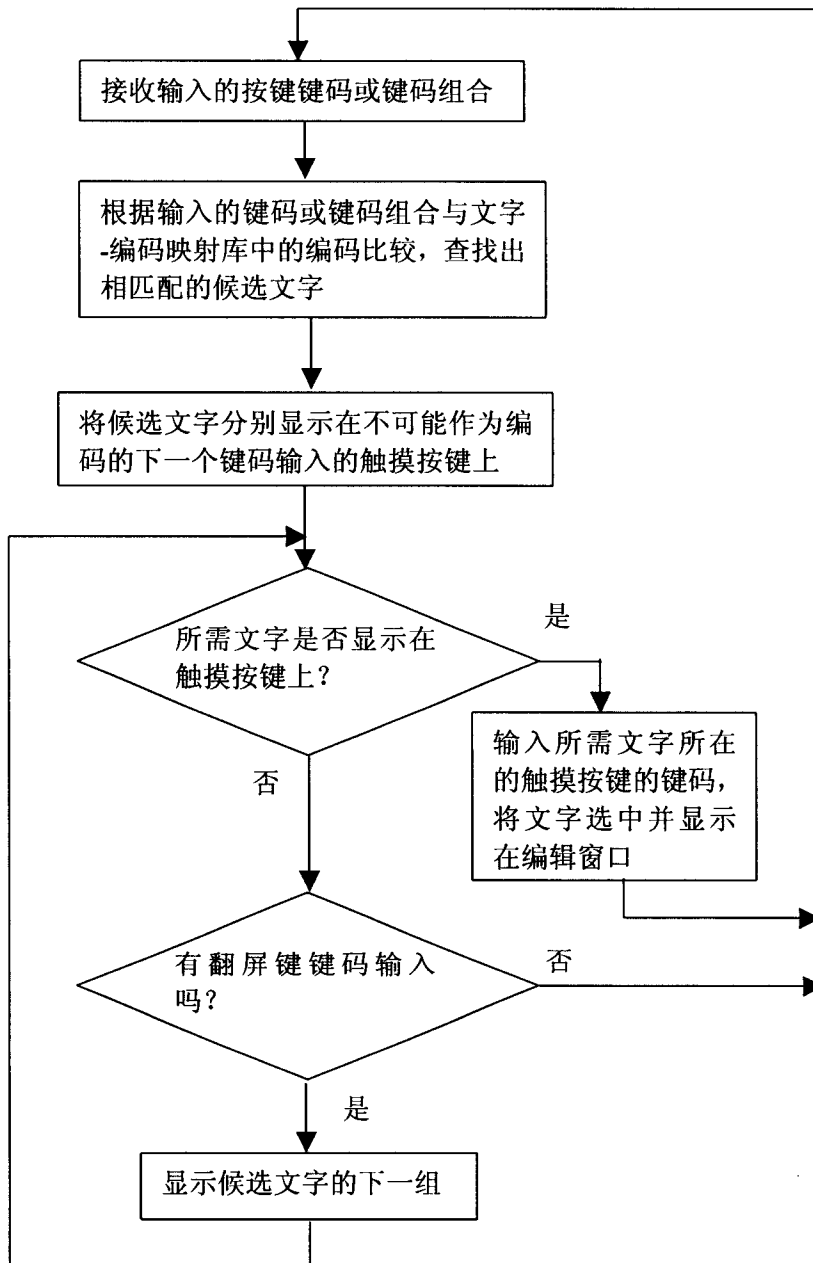 接收输入的按键键码或键码组合
根据输入的键码或键码组合与文字
-编码映射库中的编码比较，查找出
相匹配的候选文字
将候选文字分别显示在不可能作为编
码的下一个键码输入的触摸按键上
所需文字是否显示在
触摸按键上？
是
输入所需文字所在
的触摸按键的键码，
将文字选中并显示
在编辑窗口
否
有翻屏键键码输入
吗？
否
是
显示候选文字的下一组